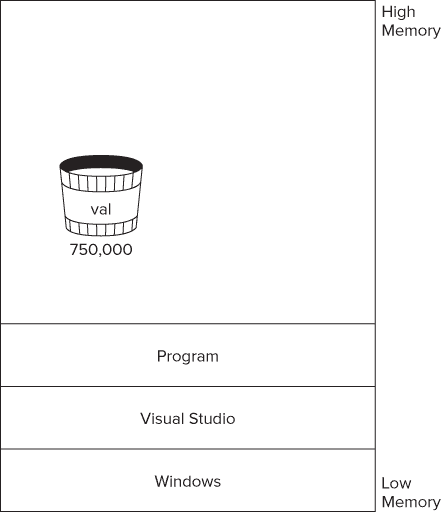 High
Memory
val
750,000
Program
Visual Studio
Windows
Low
Memory